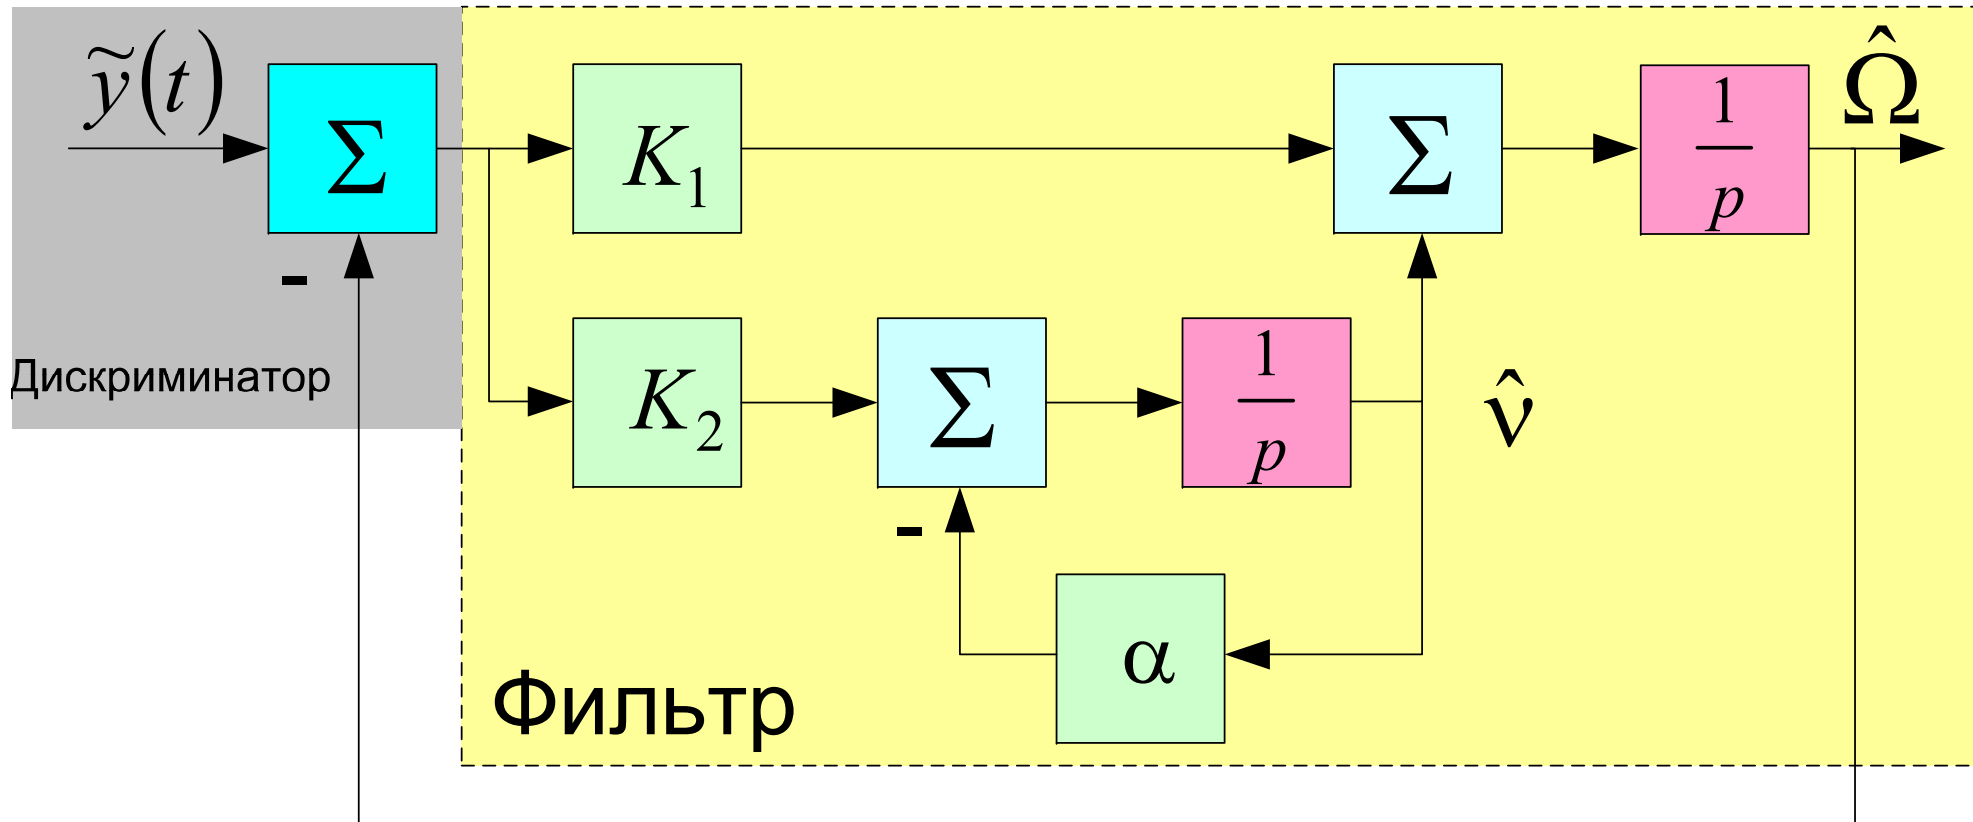 ỹ(t)
Σ
K₁
Σ
1
p
Ω̂
-
Дискриминатор
K₂
Σ
1
p
ν̂
-
α
Фильтр